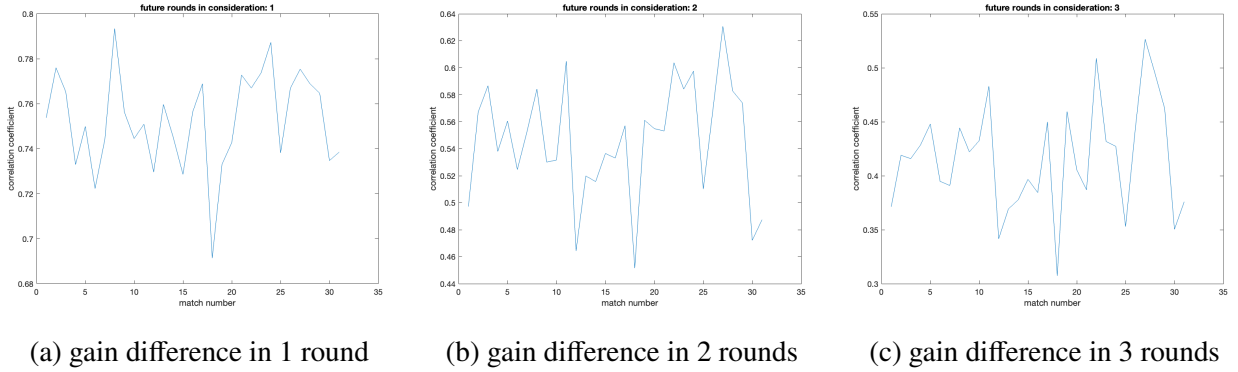 future rounds in consideration: 1
0.8
0.78
0.76
0.74
0.72
0.7
0.68
correlation coefficient
0 5 10 15 20 25 30 35
match number
(a) gain difference in 1 round
future rounds in consideration: 2
0.64
0.62
0.6
0.58
0.56
0.54
0.52
0.5
0.48
0.46
0.44
correlation coefficient
0 5 10 15 20 25 30 35
match number
(b) gain difference in 2 rounds
future rounds in consideration: 3
0.55
0.5
0.45
0.4
0.35
0.3
correlation coefficient
0 5 10 15 20 25 30 35
match number
(c) gain difference in 3 rounds